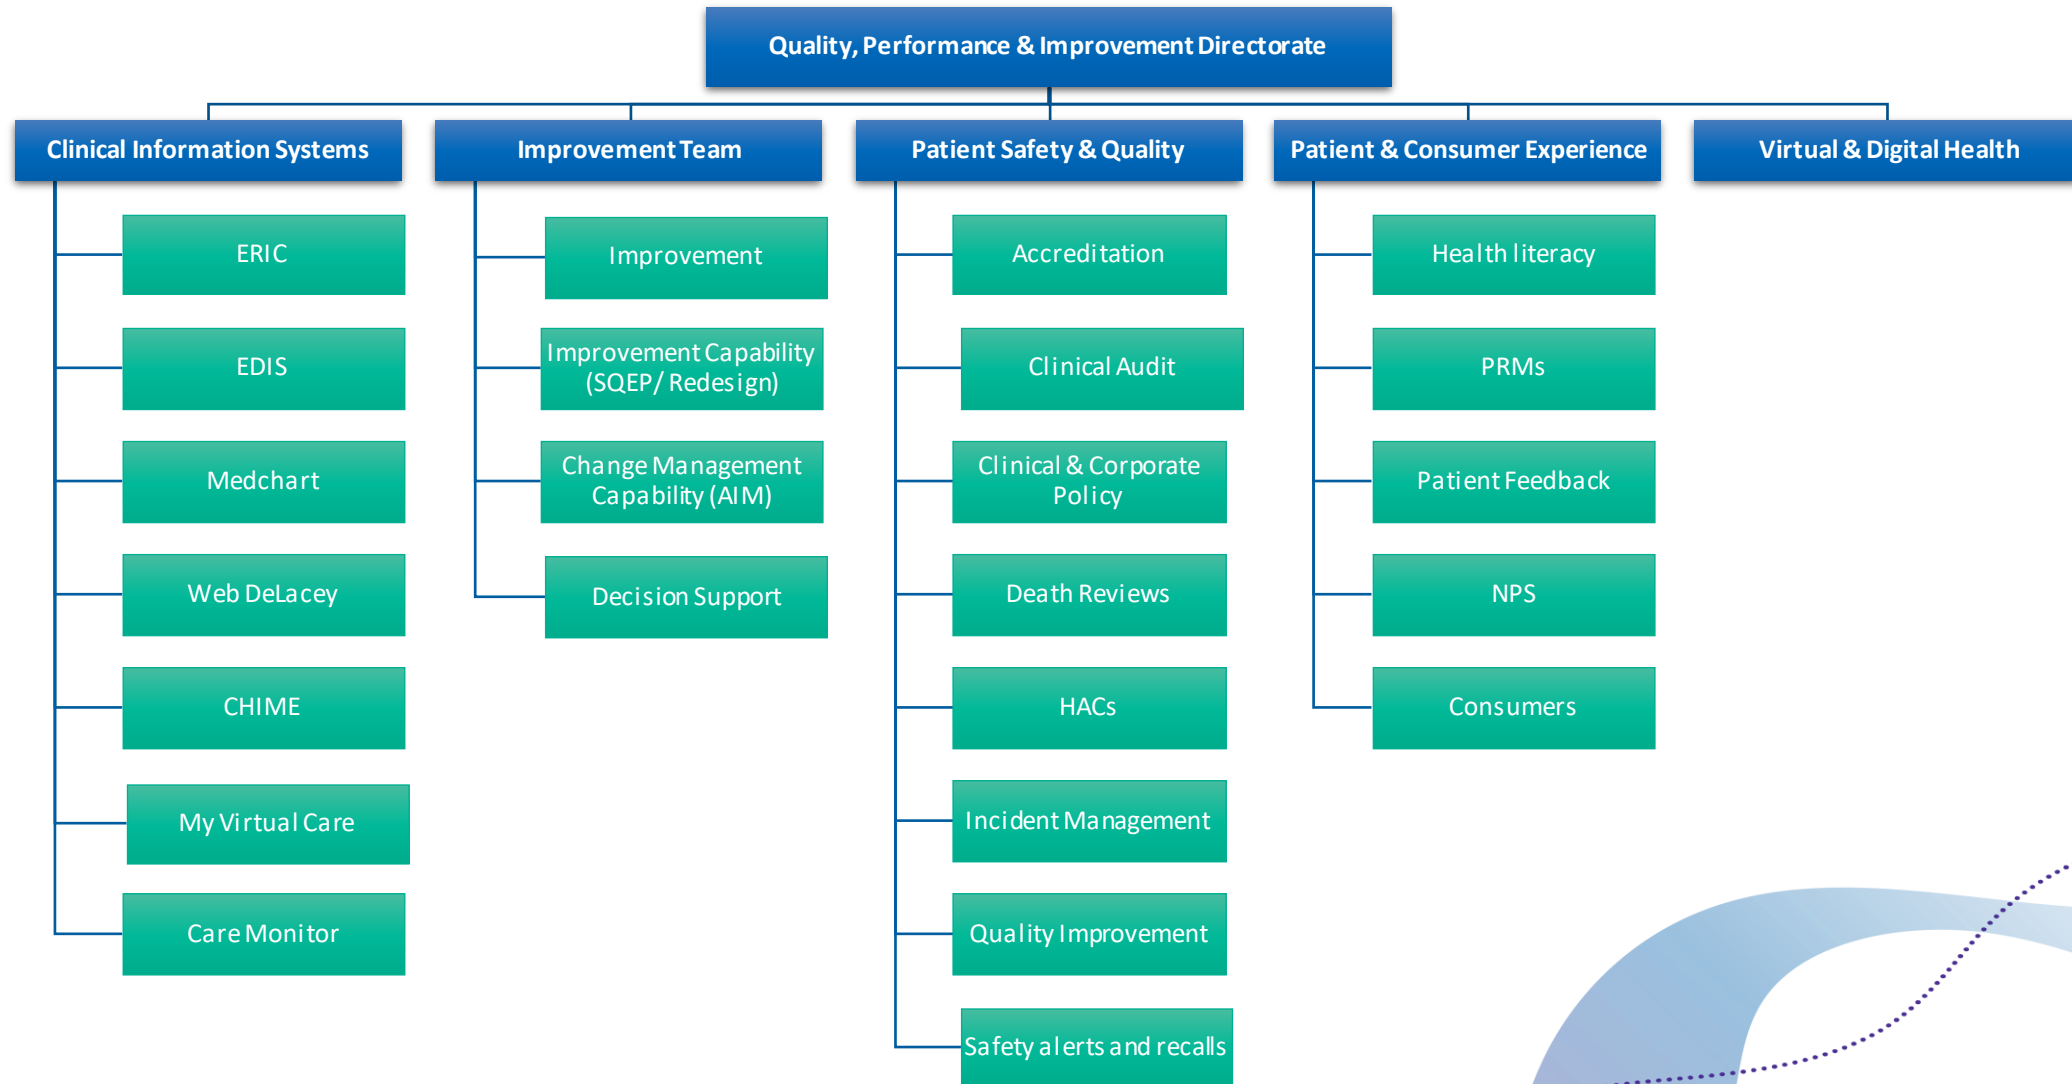 Quality, Performance & Improvement Directorate
Clinical Information Systems
ERIC
EDIS
Medchart
Web DeLacey
CHIME
My Virtual Care
Care Monitor
Improvement Team
Improvement
Improvement Capability
(SQEP/ Redesign)
Change Management
Capability (AIM)
Decision Support
Patient Safety & Quality
Accreditation
Clinical Audit
Clinical & Corporate
Policy
Death Reviews
HACs
Incident Management
Quality Improvement
Safety alerts and recalls
Patient & Consumer Experience
Health literacy
PRMs
Patient Feedback
NPS
Consumers
Virtual & Digital Health